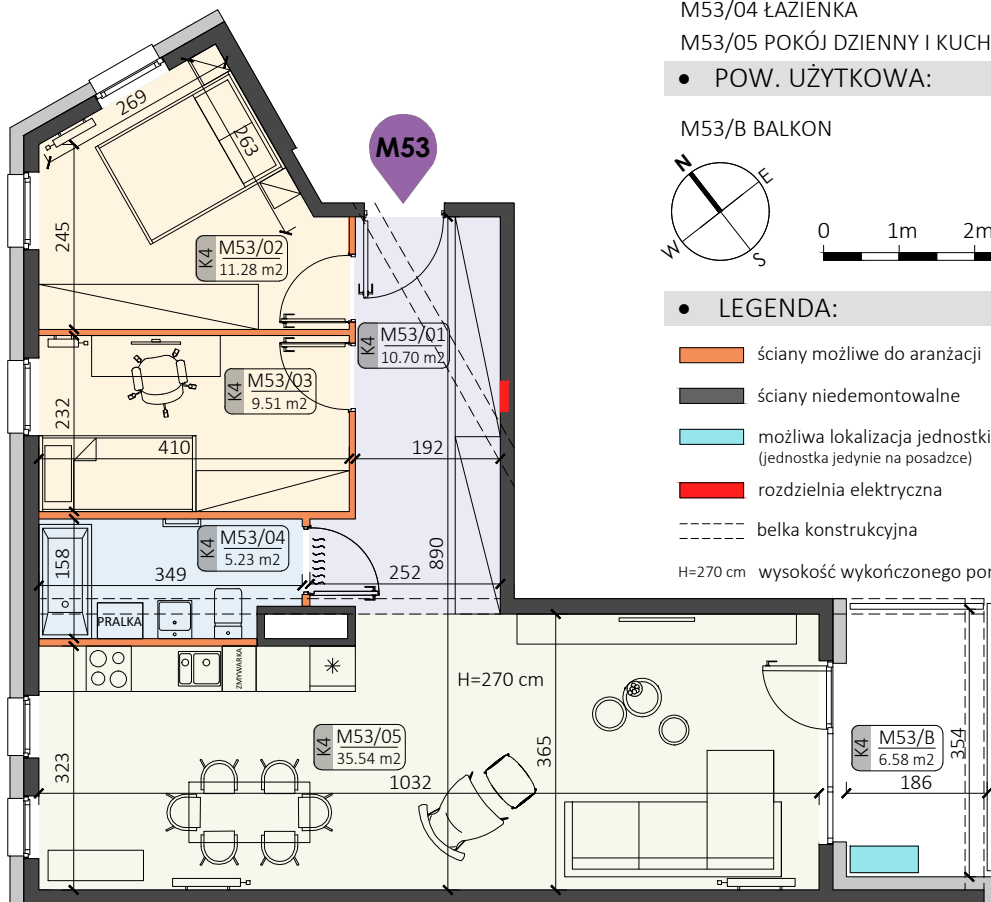 M53/04 ŁAZIENKA
M53/05 POKÓJ DZIENNY I KUCH
• POW. UŻYTKOWA:
M53/B BALKON
N
E
W
S
0 1m 2m
• LEGENDA:
ściany możliwe do aranżacji
ściany niedemontowalne
możliwa lokalizacja jednostki
(jednostka jedynie na posadzce)
rozdzielnia elektryczna
belka konstrukcyjna
H=270 cm wysokość wykończonego po
M53
269
263
245
K4 M53/02
11.28 m2
K4 M53/01
10.70 m2
K4 M53/03
9.51 m2
232
410
192
K4 M53/04
5.23 m2
158
349
252
890
PRALKA
ZMYWARKA
H=270 cm
K4 M53/05
35.54 m2
323
1032
365
K4 M53/B
6.58 m2
354
186